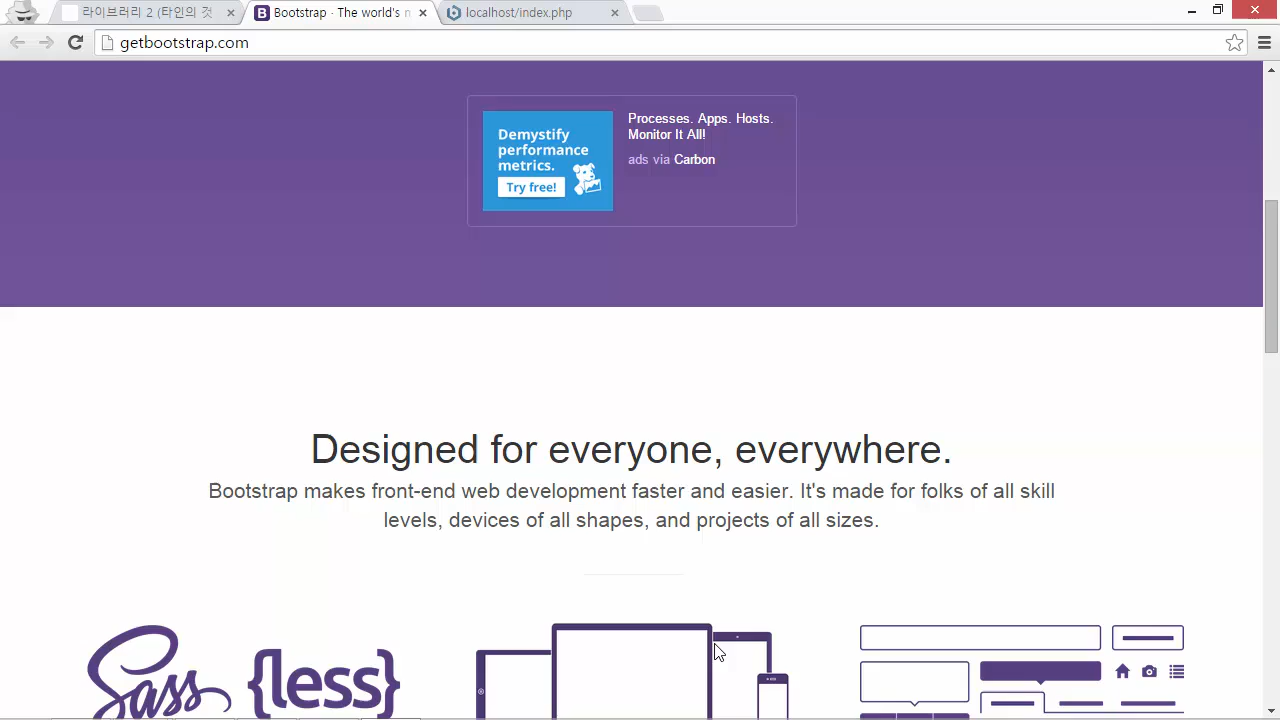 라이브러리 2 (타인의 것
Bootstrap · The world's
localhost/index.php
getbootstrap.com
Demystify
performance
metrics.
Try free!
Processes. Apps. Hosts.
Monitor It All!
ads via Carbon
Designed for everyone, everywhere.
Bootstrap makes front-end web development faster and easier. It's made for folks of all skill
levels, devices of all shapes, and projects of all sizes.
Sass {less}